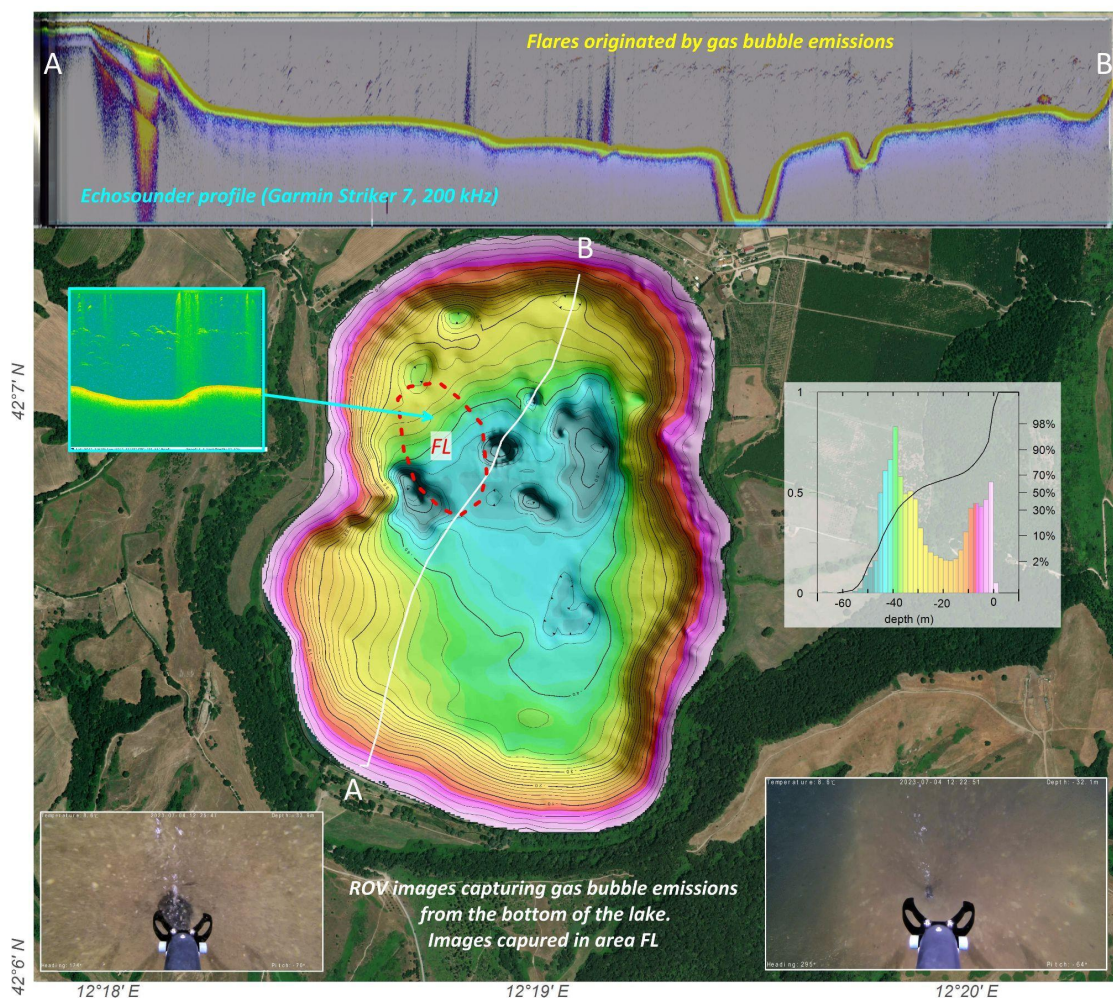 Flares originated by gas bubble emissions
A
B
Echosounder profile (Garmin Striker 7, 200 kHz)
B
42°7' N
FL
1
98%
90%
70%
0.5
50%
30%
10%
2%
0
-60
-40
-20
0
depth (m)
A
Depth:-32.1m
2023-07-04 12:22:51
ROV images capturing gas bubble emissions
from the bottom of the lake.
Images capured in area FL
Pitch:-64°
Heading:295°
42°6' N
12°18' E
12°19' E
12°20' E